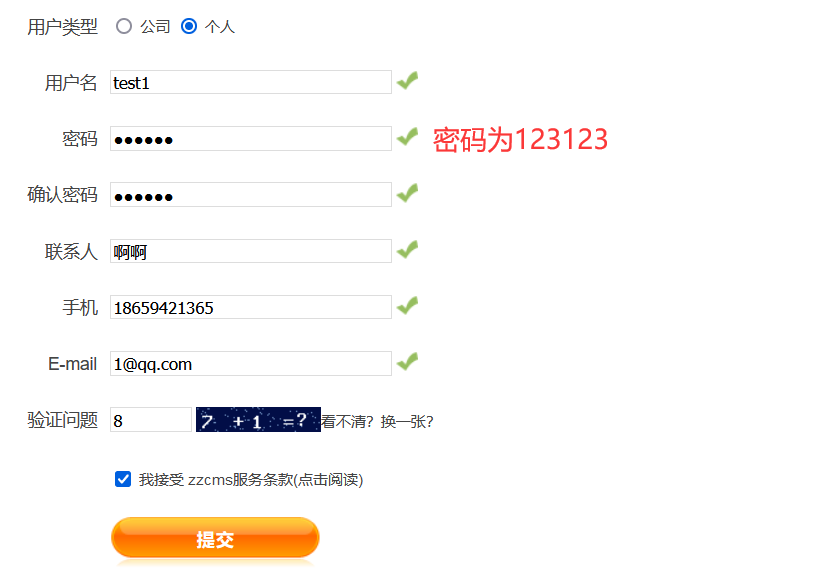 用户类型 公司 个人
用户名 test1
密码 ●●●●●● 密码为123123
确认密码 ●●●●●●
联系人 啊啊
手机 18659421365
E-mail 1@qq.com
验证问题 8 7 +1 =? 看不清？换一张？
我接受 zzcms服务条款(点击阅读)
提交